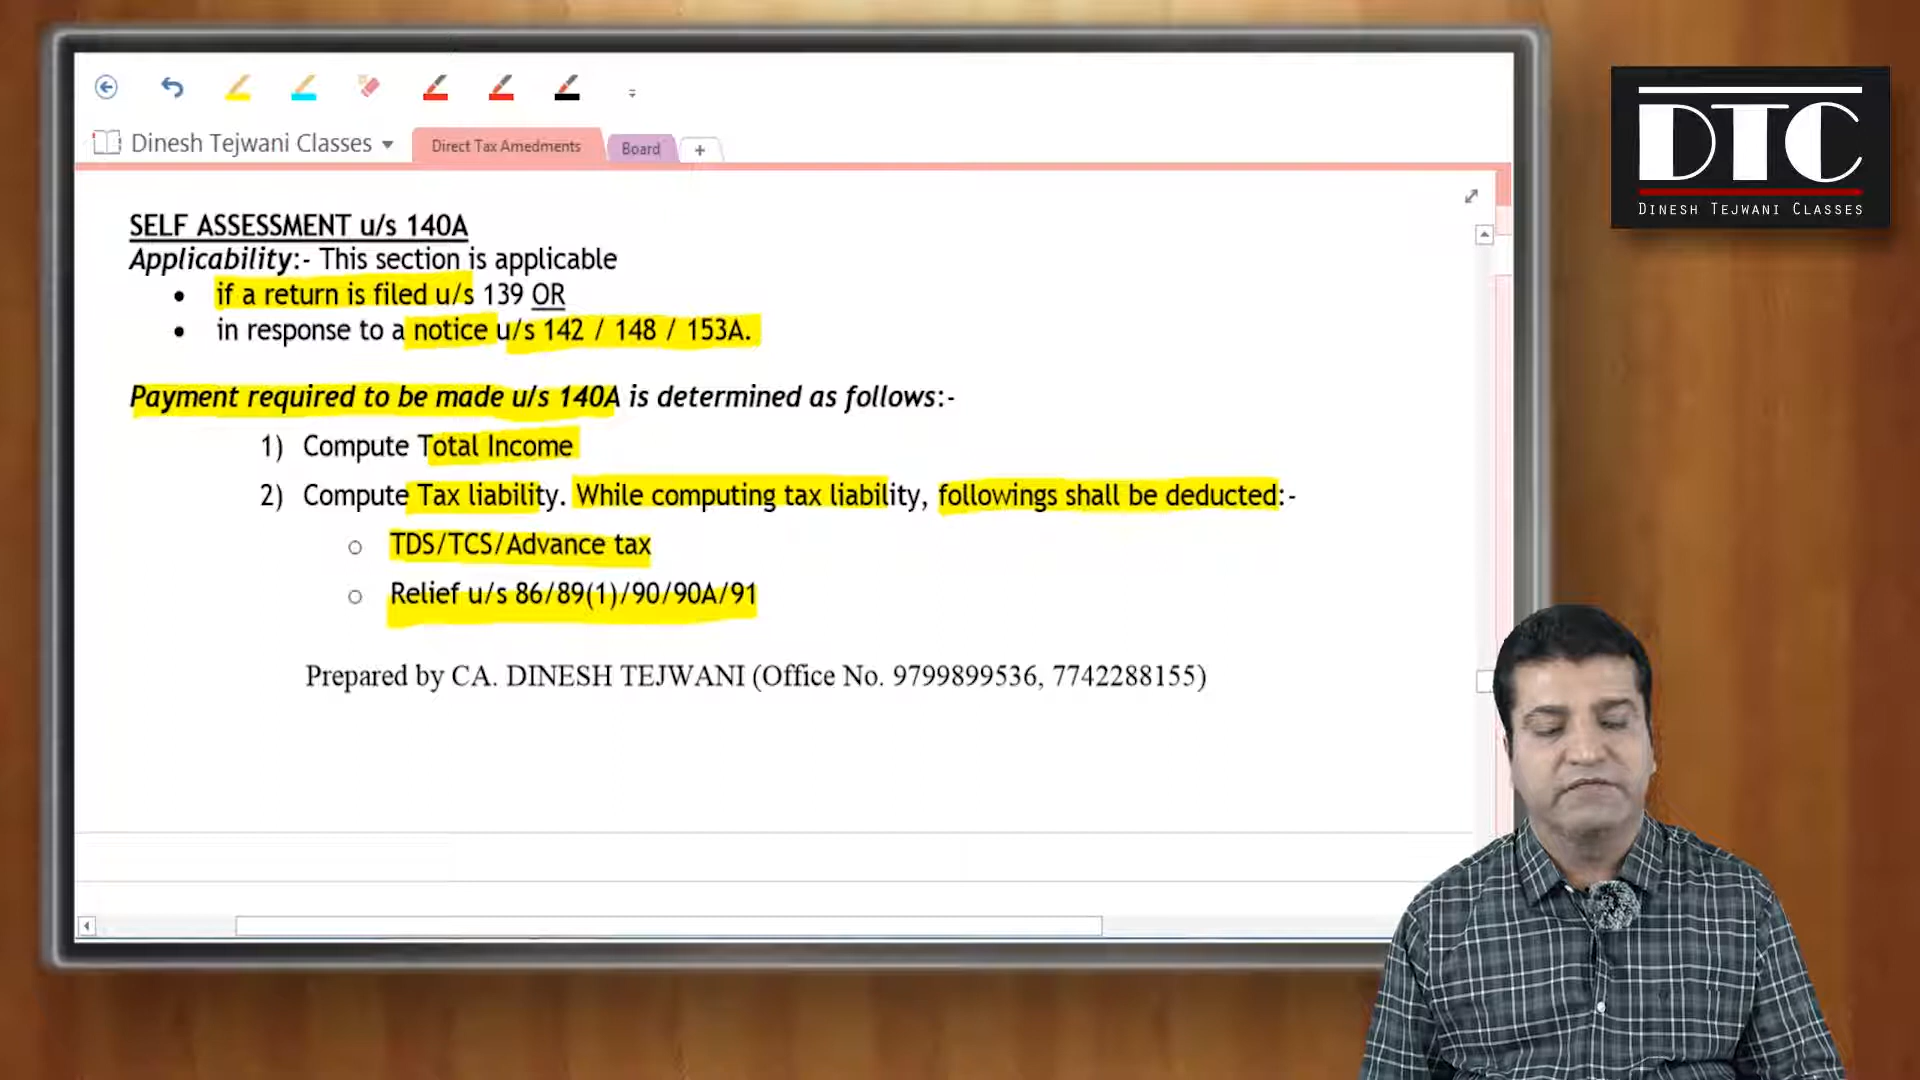 Dinesh Tejwani Classes
Direct Tax Amedments
Board
DTC
DINESH TEJWANI CLASSES
SELF ASSESSMENT u/s 140A
Applicability:- This section is applicable
• if a return is filed u/s 139 OR
• in response to a notice u/s 142 / 148 / 153A.
Payment required to be made u/s 140A is determined as follows:-
1) Compute Total Income
2) Compute Tax liability. While computing tax liability, followings shall be deducted:-
o TDS/TCS/Advance tax
o Relief u/s 86/89(1)/90/90A/91
Prepared by CA. DINESH TEJWANI (Office No. 9799899536, 7742288155)